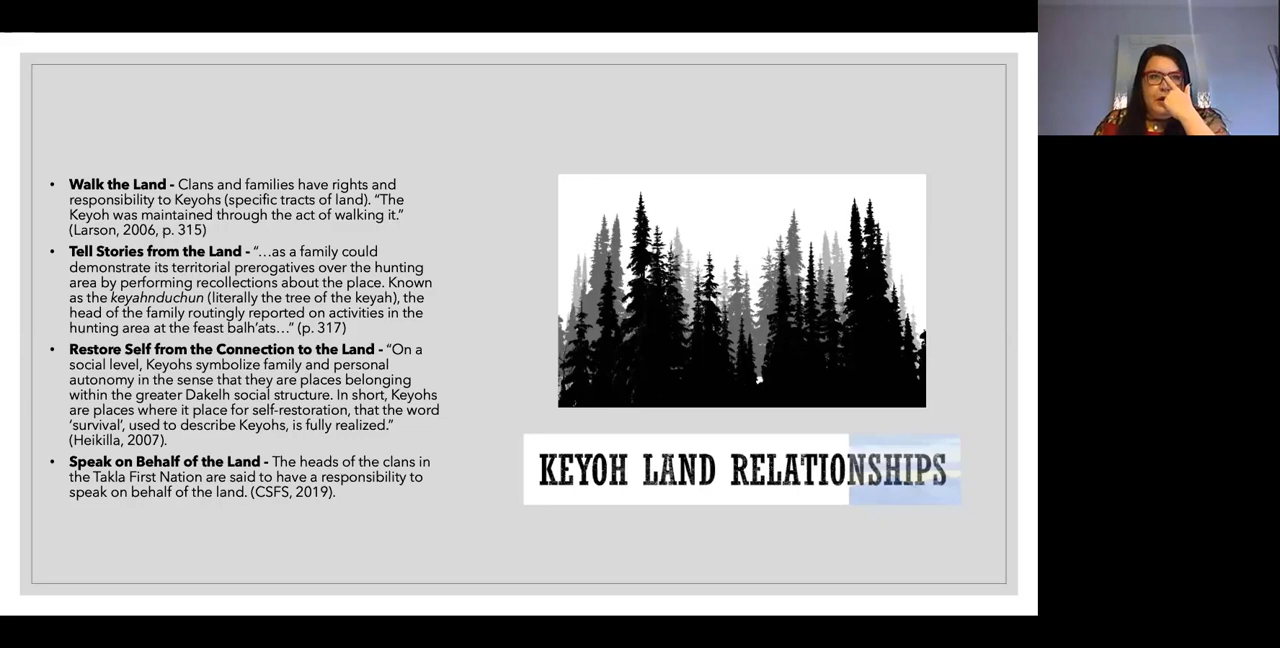 • Walk the Land - Clans and families have rights and
responsibility to Keyohs (specific tracts of land). “The
Keyoh was maintained through the act of walking it.”
(Larson, 2006, p. 315)
• Tell Stories from the Land - “…as a family could
demonstrate its territorial prerogatives over the hunting
area by performing recollections about the place. Known
as the keyahnduchun (literally the tree of the keyah), the
head of the family routingly reported on activities in the
hunting area at the feast balh’ats…” (p. 317)
• Restore Self from the Connection to the Land - “On a
social level, Keyohs symbolize family and personal
autonomy in the sense that they are places belonging
within the greater Dakelh social structure. In short, Keyohs
are places where it place for self-restoration, that the word
‘survival’, used to describe Keyohs, is fully realized.”
(Heikilla, 2007).
• Speak on Behalf of the Land - The heads of the clans in
the Takla First Nation are said to have a responsibility to
speak on behalf of the land. (CSFS, 2019).
KEYOH LAND RELATIONSHIPS